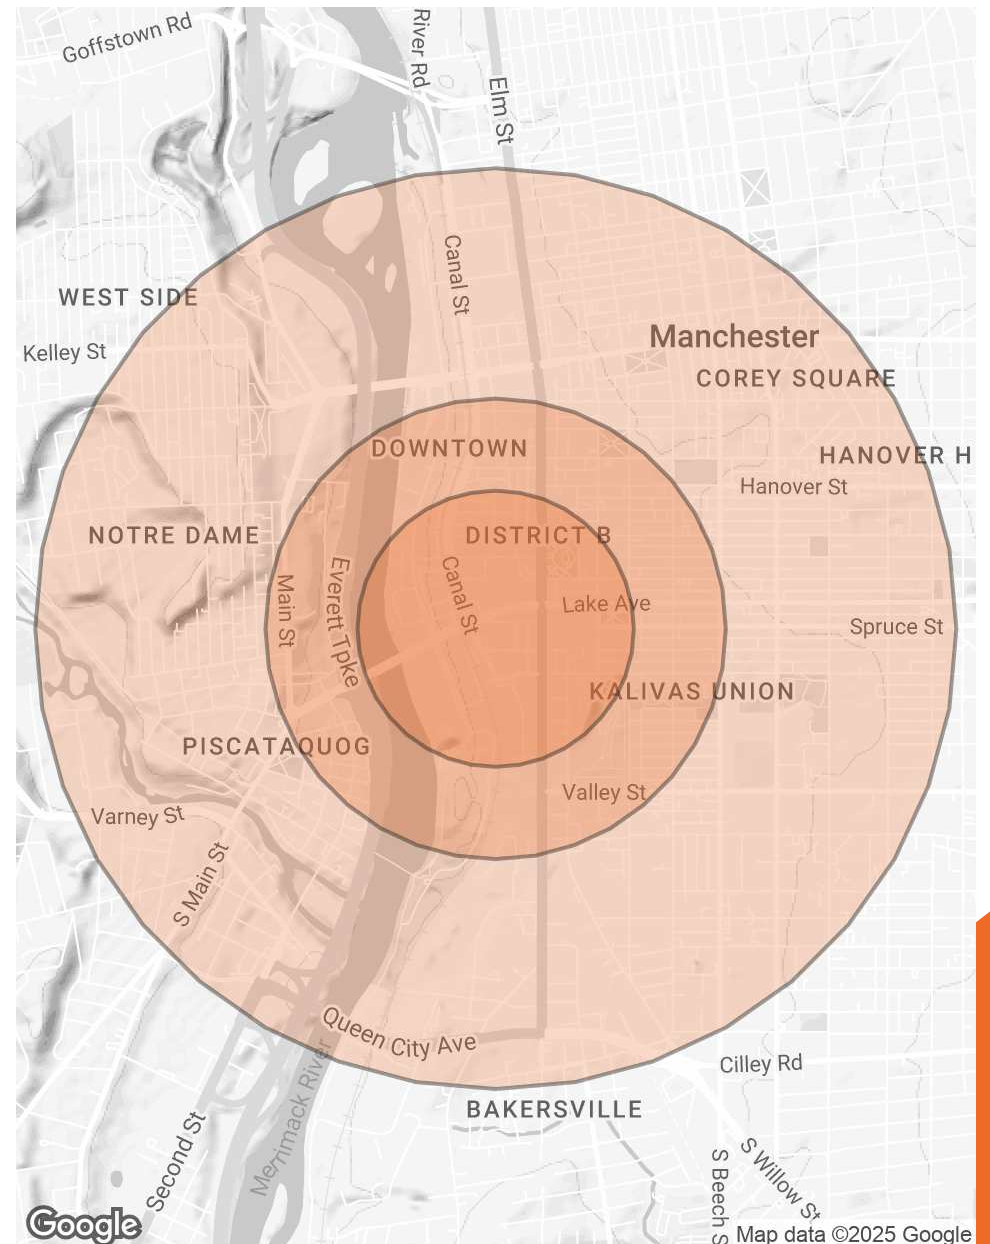 Goffstown Rd
River Rd
Elm St
Canal St
WEST SIDE
Manchester
Kelley St
COREY SQUARE
DOWNTOWN
HANOVER H
Hanover St
NOTRE DAME
DISTRICT B
Main St
Everett Tpke
Canal St
Lake Ave
Spruce St
KALIVAS UNION
PISCATAQUOG
Valley St
Varney St
S Main St
Queen City Ave
Merrimack River
Cilley Rd
BAKERSVILLE
Second St
S Beech S
S Willow St
Google
Map data ©2025 Google